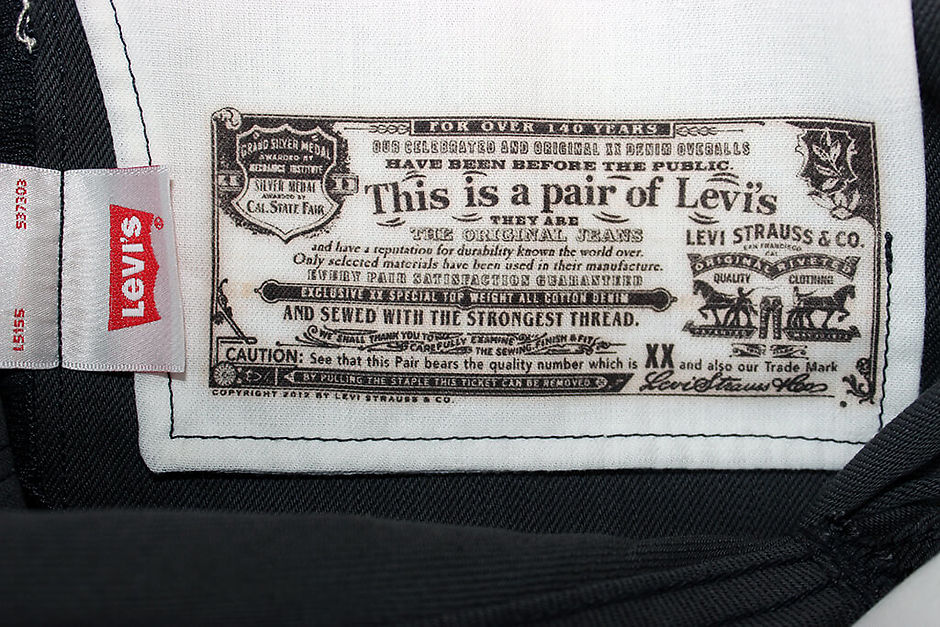 FOR OVER 140 YEARS
OUR CELEBRATED AND ORIGINAL XX DENIM OVERALLS
HAVE BEEN BEFORE THE PUBLIC.
This is a pair of Levi's
THEY ARE
THE ORIGINAL JEANS
and have a reputation for durability known the world over.
Only selected materials have been used in their manufacture.
EVERY PAIR SATISFACTION GUARANTEED
EXCLUSIVE XX SPECIAL TOP WEIGHT ALL COTTON DENIM
AND SEWED WITH THE STRONGEST THREAD.
WE SHALL THANK YOU TO
CAREFULLY EXAMINE
THE SEWING, FINISH & FIT
CAUTION: See that this Pair bears the quality number which is XX and also our Trade Mark
BY PULLING THE STAPLE THIS TICKET CAN BE REMOVED
Levi Strauss & Co
COPYRIGHT 2012 BY LEVI STRAUSS & CO.
GRAND SILVER MEDAL
AWARDED BY
MECHANICS INSTITUTE
SILVER MEDAL
AWARDED BY
CAL. STATE FAIR
LEVI STRAUSS & CO.
SAN FRANCISCO
CAL
ORIGINAL RIVETED
QUALITY CLOTHING
Levi's
537303
L5155